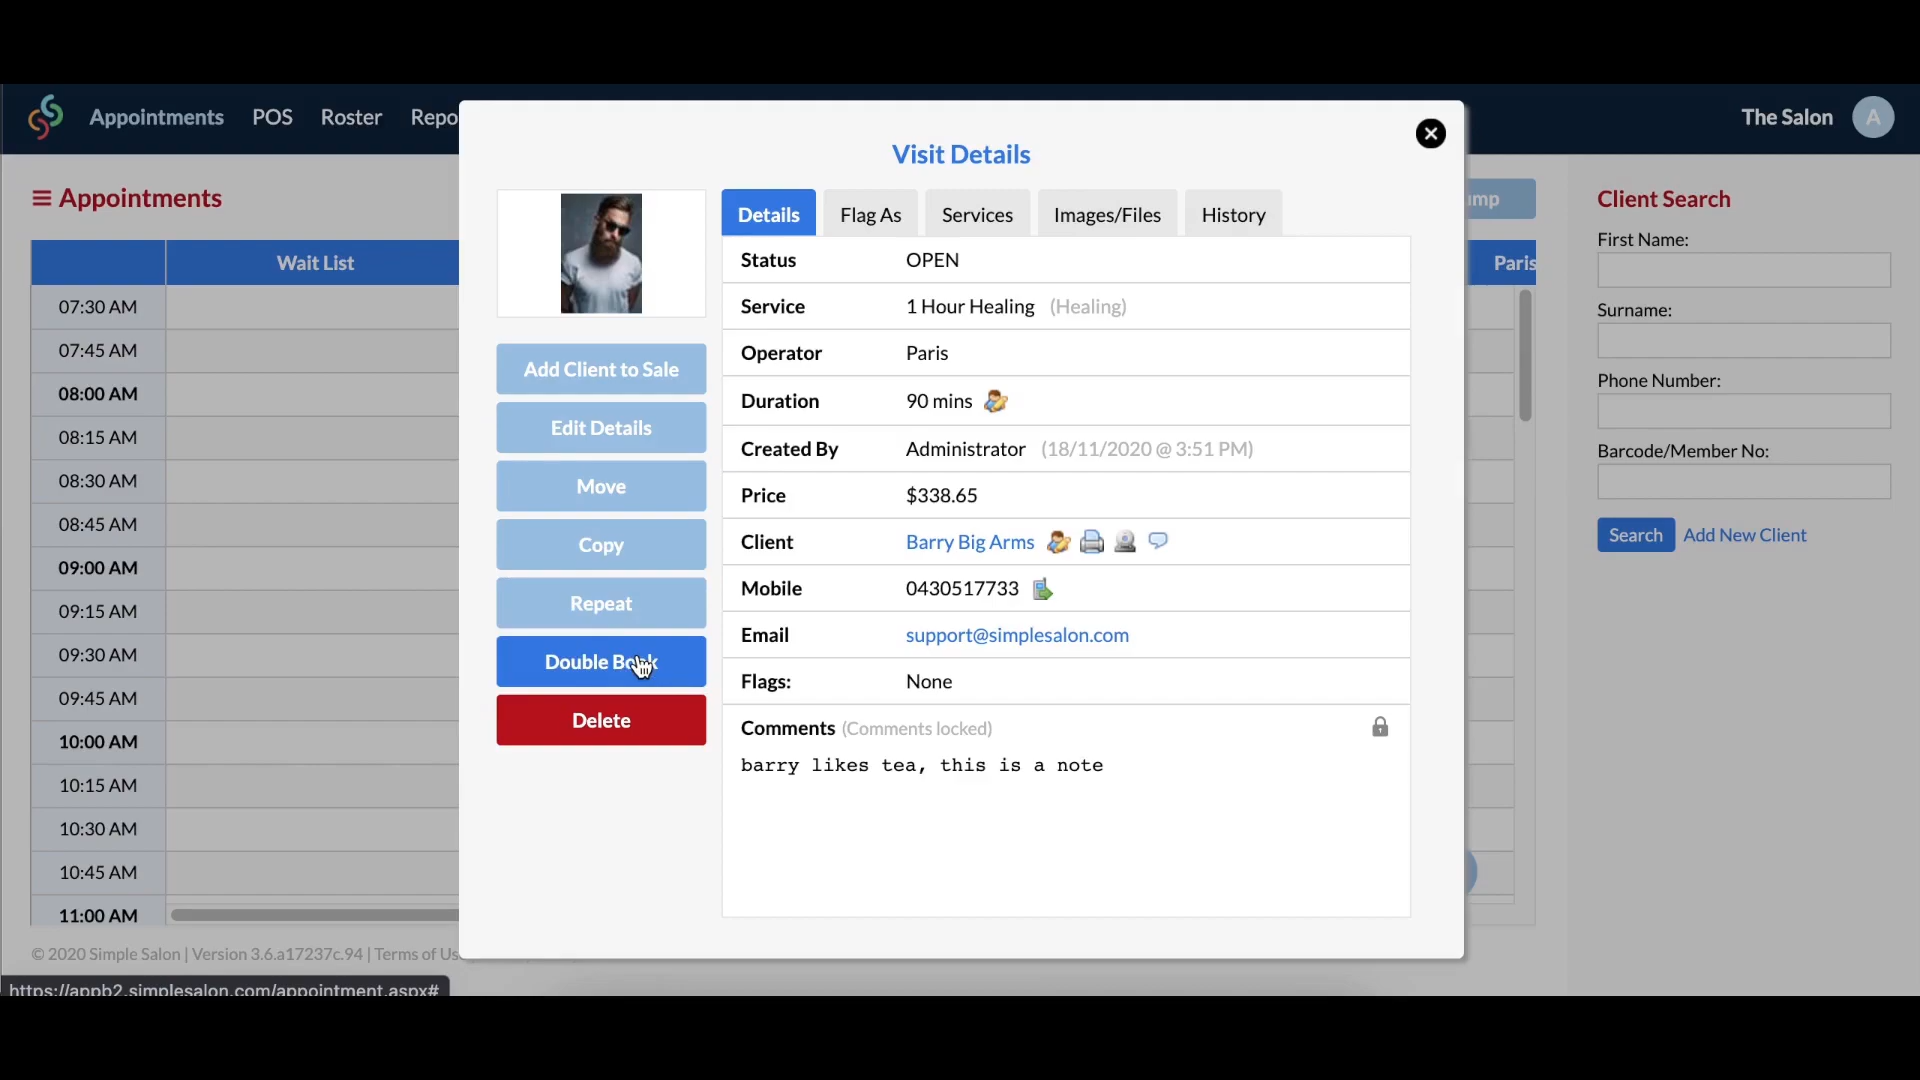 Appointments POS Roster Repo
The Salon A
Appointments
Wait List
07:30 AM
07:45 AM
08:00 AM
08:15 AM
08:30 AM
08:45 AM
09:00 AM
09:15 AM
09:30 AM
09:45 AM
10:00 AM
10:15 AM
10:30 AM
10:45 AM
11:00 AM
© 2020 Simple Salon | Version 3.6.a17237c.94 | Terms of Us
https://appb2.simplesalon.com/appointment.aspx#
Visit Details
Add Client to Sale
Edit Details
Move
Copy
Repeat
Double Book
Delete
Details Flag As Services Images/Files History
Status OPEN
Service 1 Hour Healing (Healing)
Operator Paris
Duration 90 mins
Created By Administrator (18/11/2020 @ 3:51 PM)
Price $338.65
Client Barry Big Arms
Mobile 0430517733
Email support@simplesalon.com
Flags: None
Comments (Comments locked)
barry likes tea, this is a note
mp
Paris
Client Search
First Name:
Surname:
Phone Number:
Barcode/Member No:
Search Add New Client